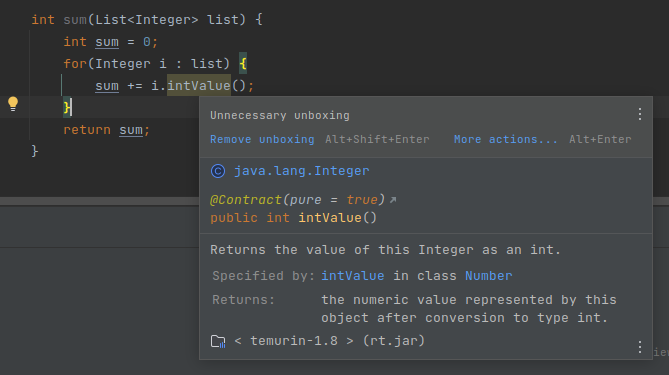 int sum(List<Integer> list) {
    int sum = 0;
    for(Integer i : list) {
        sum += i.intValue();
    }
    return sum;
}
Unnecessary unboxing
Remove unboxing Alt+Shift+Enter More actions... Alt+Enter
java.lang.Integer
@Contract(pure = true)
public int intValue()
Returns the value of this Integer as an int.
Specified by: intValue in class Number
Returns: the numeric value represented by this
object after conversion to type int.
< temurin-1.8 > (rt.jar)